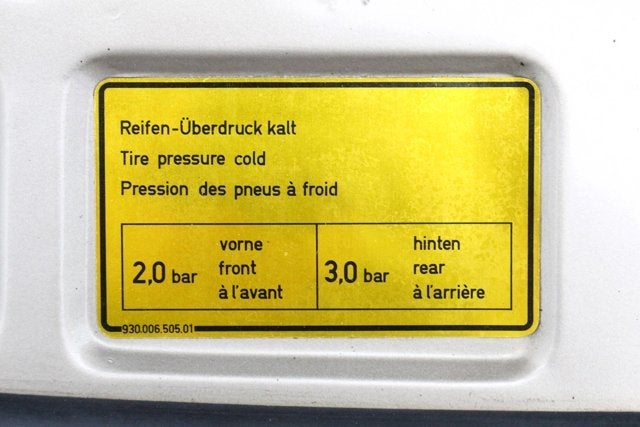 Reifen-Überdruck kalt
Tire pressure cold
Pression des pneus à froid
2,0 bar
vorne
front
à l'avant
3,0 bar
hinten
rear
à l'arrière
930.006.505.01